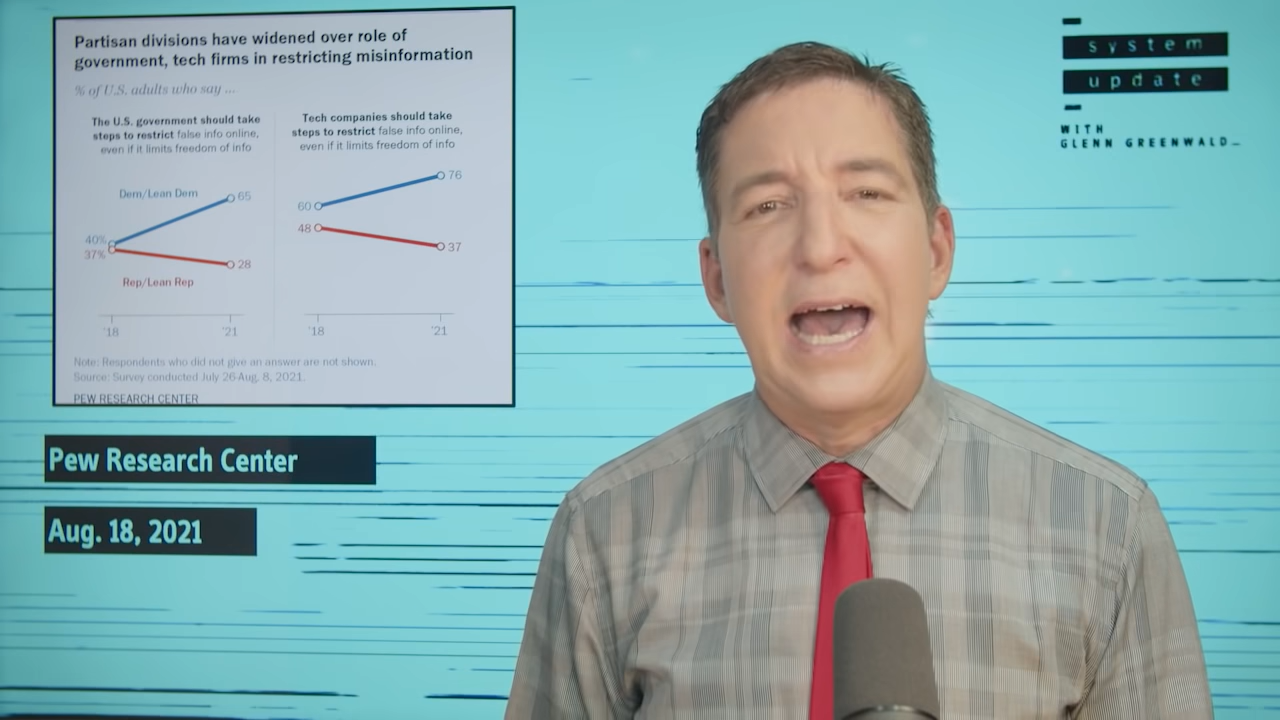 Partisan divisions have widened over role of
government, tech firms in restricting misinformation
% of U.S. adults who say ...
The U.S. government should take
steps to restrict false info online,
even if it limits freedom of info
Dem/Lean Dem
65
40%
37%
28
Rep/Lean Rep
'18
'21
Tech companies should take
steps to restrict false info online,
even if it limits freedom of info
76
60
48
37
'18
'21
Note: Respondents who did not give an answer are not shown.
Source: Survey conducted July 26-Aug. 8, 2021.
PEW RESEARCH CENTER
Pew Research Center
Aug. 18, 2021
system
update
WITH
GLENN GREENWALD_